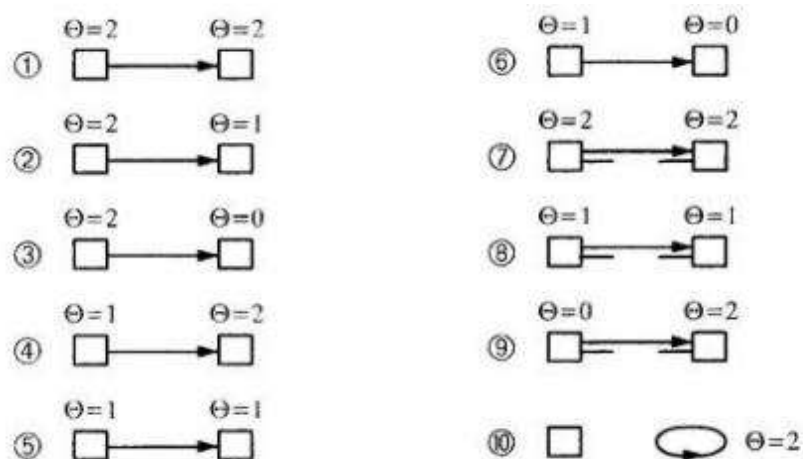 Θ=2 Θ=2
①
Θ=2 Θ=1
②
Θ=2 Θ=0
③
Θ=1 Θ=2
④
Θ=1 Θ=1
⑤
Θ=1 Θ=0
⑥
Θ=2 Θ=2
⑦
Θ=1 Θ=1
⑧
Θ=0 Θ=2
⑨
⑩ Θ=2